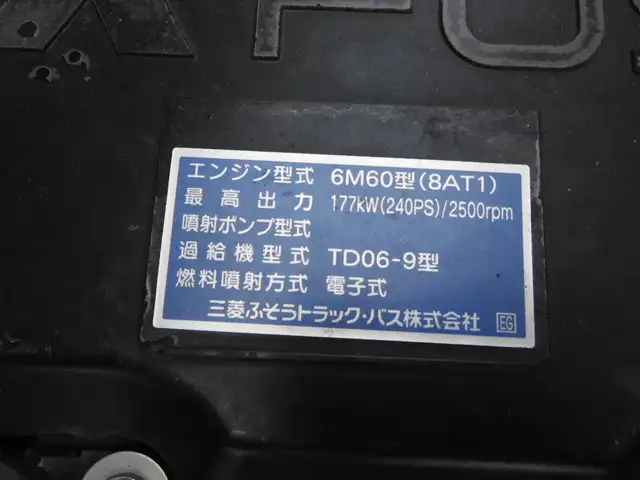 エンジン型式 6M60型(8AT1)
最高出力 177kW(240PS)/2500rpm
噴射ポンプ型式
過給機型式 TD06-9型
燃料噴射方式 電子式
三菱ふそうトラック・バス株式会社 EG